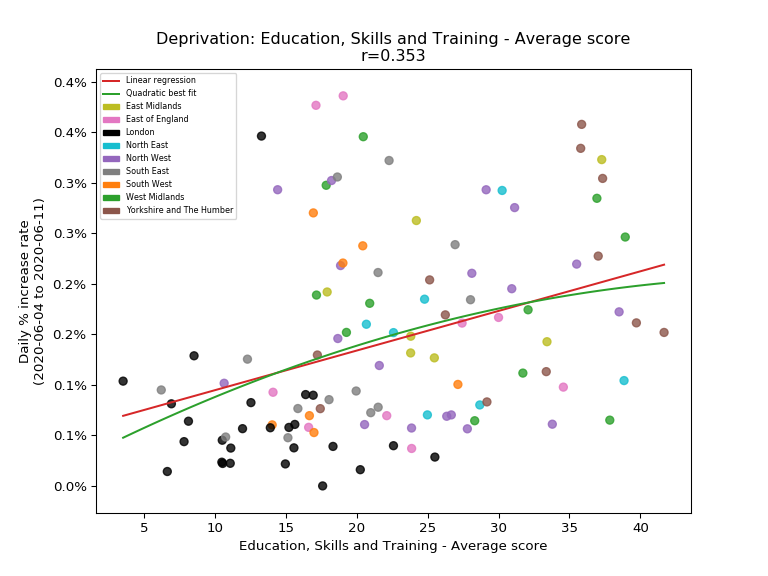 Deprivation: Education, Skills and Training - Average score
r=0.353
Linear regression
Quadratic best fit
East Midlands
East of England
London
North East
North West
South East
South West
West Midlands
Yorkshire and The Humber
0.4%
0.4%
0.3%
0.3%
0.2%
0.2%
0.1%
0.1%
0.0%
Daily % increase rate
(2020-06-04 to 2020-06-11)
5 10 15 20 25 30 35 40
Education, Skills and Training - Average score